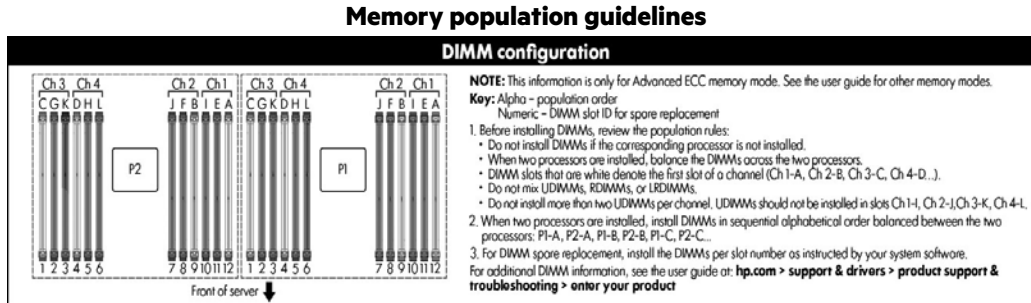 Memory population guidelines
DIMM configuration
Ch 3 Ch 4 Ch 2 Ch 1 Ch 3 Ch 4 Ch 2 Ch 1
C G K D H L J F B I E A C G K D H L J F B I E A
P2 P1
1 2 3 4 5 6 7 8 9 10 11 12 1 2 3 4 5 6 7 8 9 10 11 12
Front of server
NOTE: This information is only for Advanced ECC memory mode. See the user guide for other memory modes.
Key: Alpha - population order
Numeric - DIMM slot ID for spare replacement
1. Before installing DIMMs, review the population rules:
• Do not install DIMMs if the corresponding processor is not installed.
• When two processors are installed, balance the DIMMs across the two processors.
• DIMM slots that are white denote the first slot of a channel (Ch 1-A, Ch 2-B, Ch 3-C, Ch 4-D...).
• Do not mix UDIMMs, RDIMMs, or LRDIMMs.
• Do not install more than two UDIMMs per channel. UDIMMs should not be installed in slots Ch 1-I, Ch 2-J,Ch 3-K, Ch 4-L.
2. When two processors are installed, install DIMMs in sequential alphabetical order balanced between the two
processors: P1-A, P2-A, P1-B, P2-B, P1-C, P2-C...
3. For DIMM spare replacement, install the DIMMs per slot number as instructed by your system software.
For additional DIMM information, see the user guide at: hp.com > support & drivers > product support &
troubleshooting > enter your product